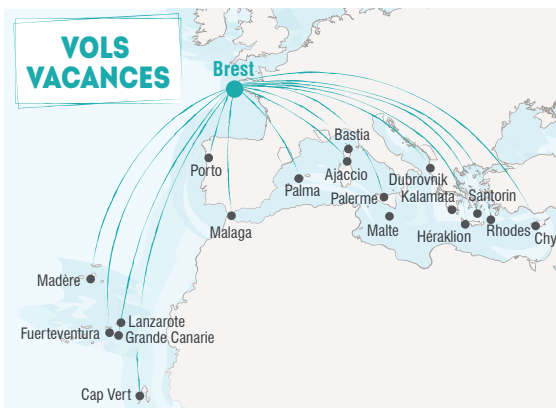 VOLS
VACANCES
Brest
Bastia
Porto
Ajaccio
Dubrovnik
Palma
Palerme
Kalamata
Santorin
Malaga
Malte
Héraklion
Rhodes
Chy
Madère
Lanzarote
Fuerteventura
Grande Canarie
Cap Vert